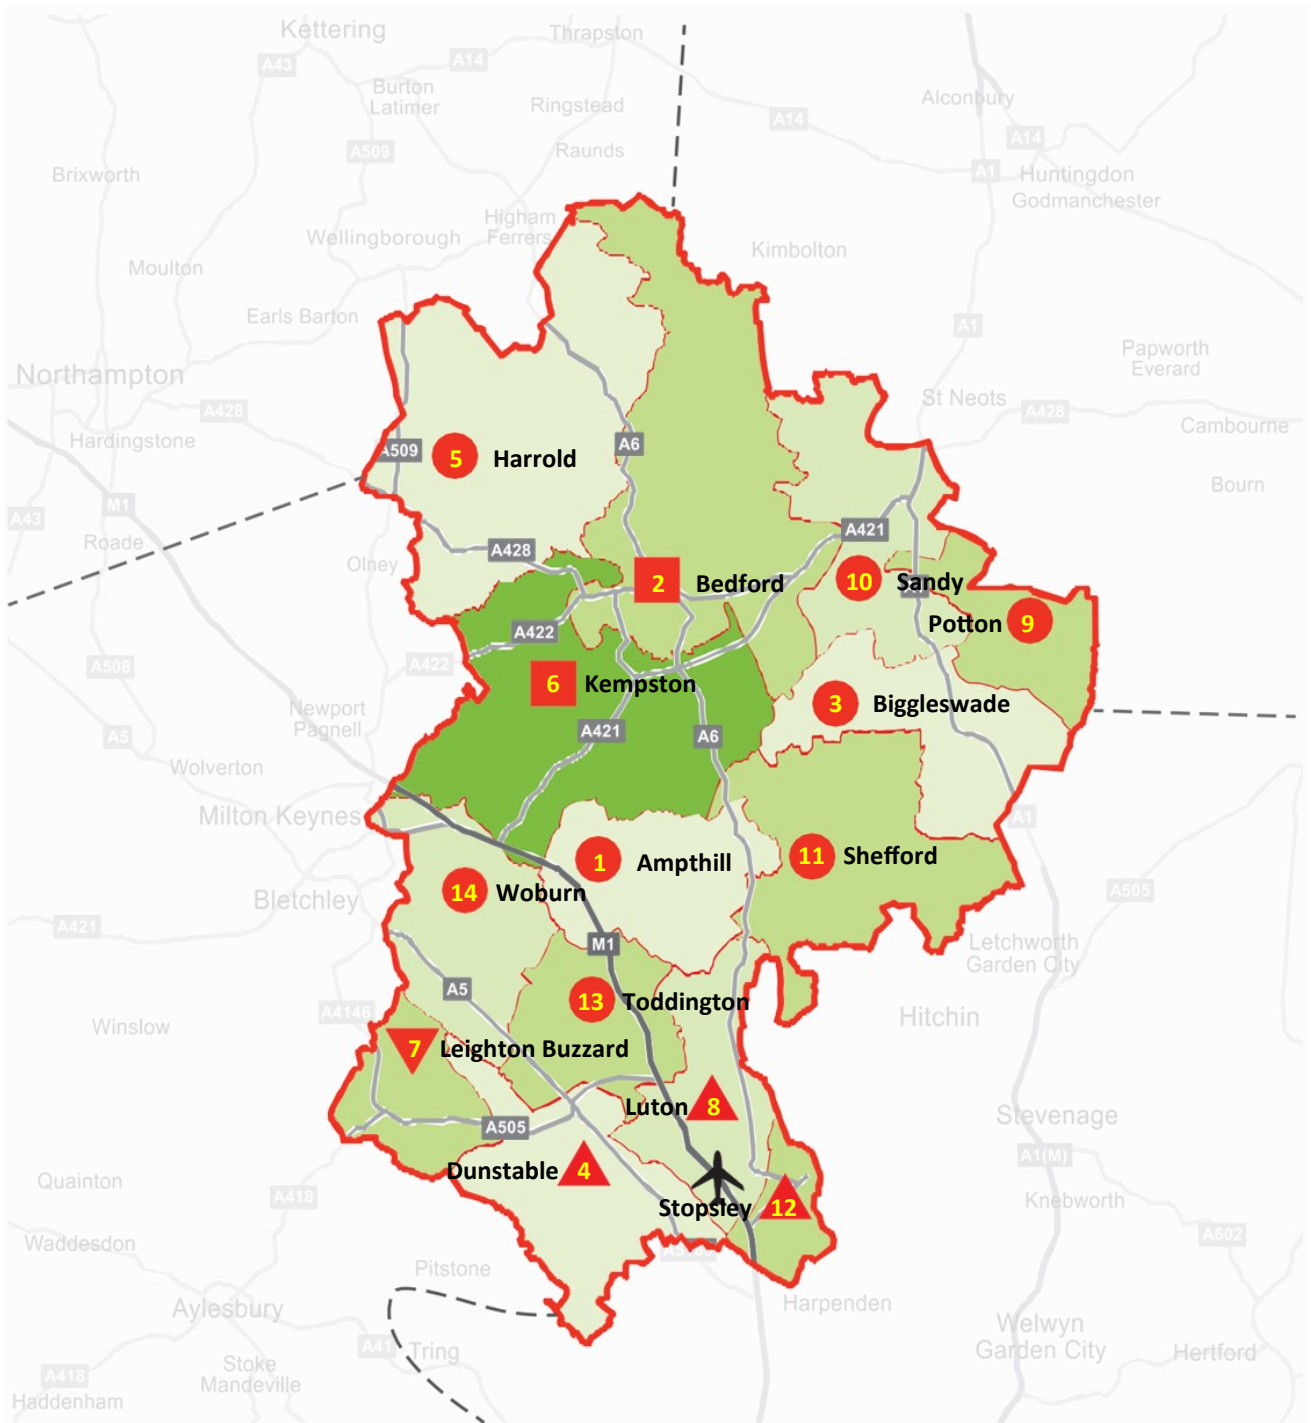 Kettering
Thrapston
A43
A14
Burton
Latimer
Ringstead
Alconbury
A14
A14
A509
Raunds
A1
Huntingdon
Brixworth
Godmanchester
Higham
Ferrers
Wellingborough
Kimbolton
Moulton
Earls Barton
A1
Papworth
Everard
Northampton
St Neots
A428
A428
Cambourne
Hardingstone
A6
A509
5 Harrold
M1
Bourn
A43
Roade
A421
Olney
A428
2 Bedford
10 Sandy
A422
Potton 9
A508
A422
6 Kempston
3 Biggleswade
Newport
Pagnell
A421
A6
A5
Wolverton
Milton Keynes
A1
1 Ampthill
11 Shefford
14 Woburn
Bletchley
A505
A421
M1
Letchworth
Garden City
A5
13 Toddington
A4146
Winslow
Hitchin
7 Leighton Buzzard
Luton 8
A505
Stevenage
A1(M)
Dunstable 4
Quainton
A418
Knebworth
Stopsley 12
Waddesdon
A602
Pitstone
Aylesbury
Harpenden
Welwyn
Garden City
A41
Tring
Hertford
Stoke
Mandeville
A418
Haddenham